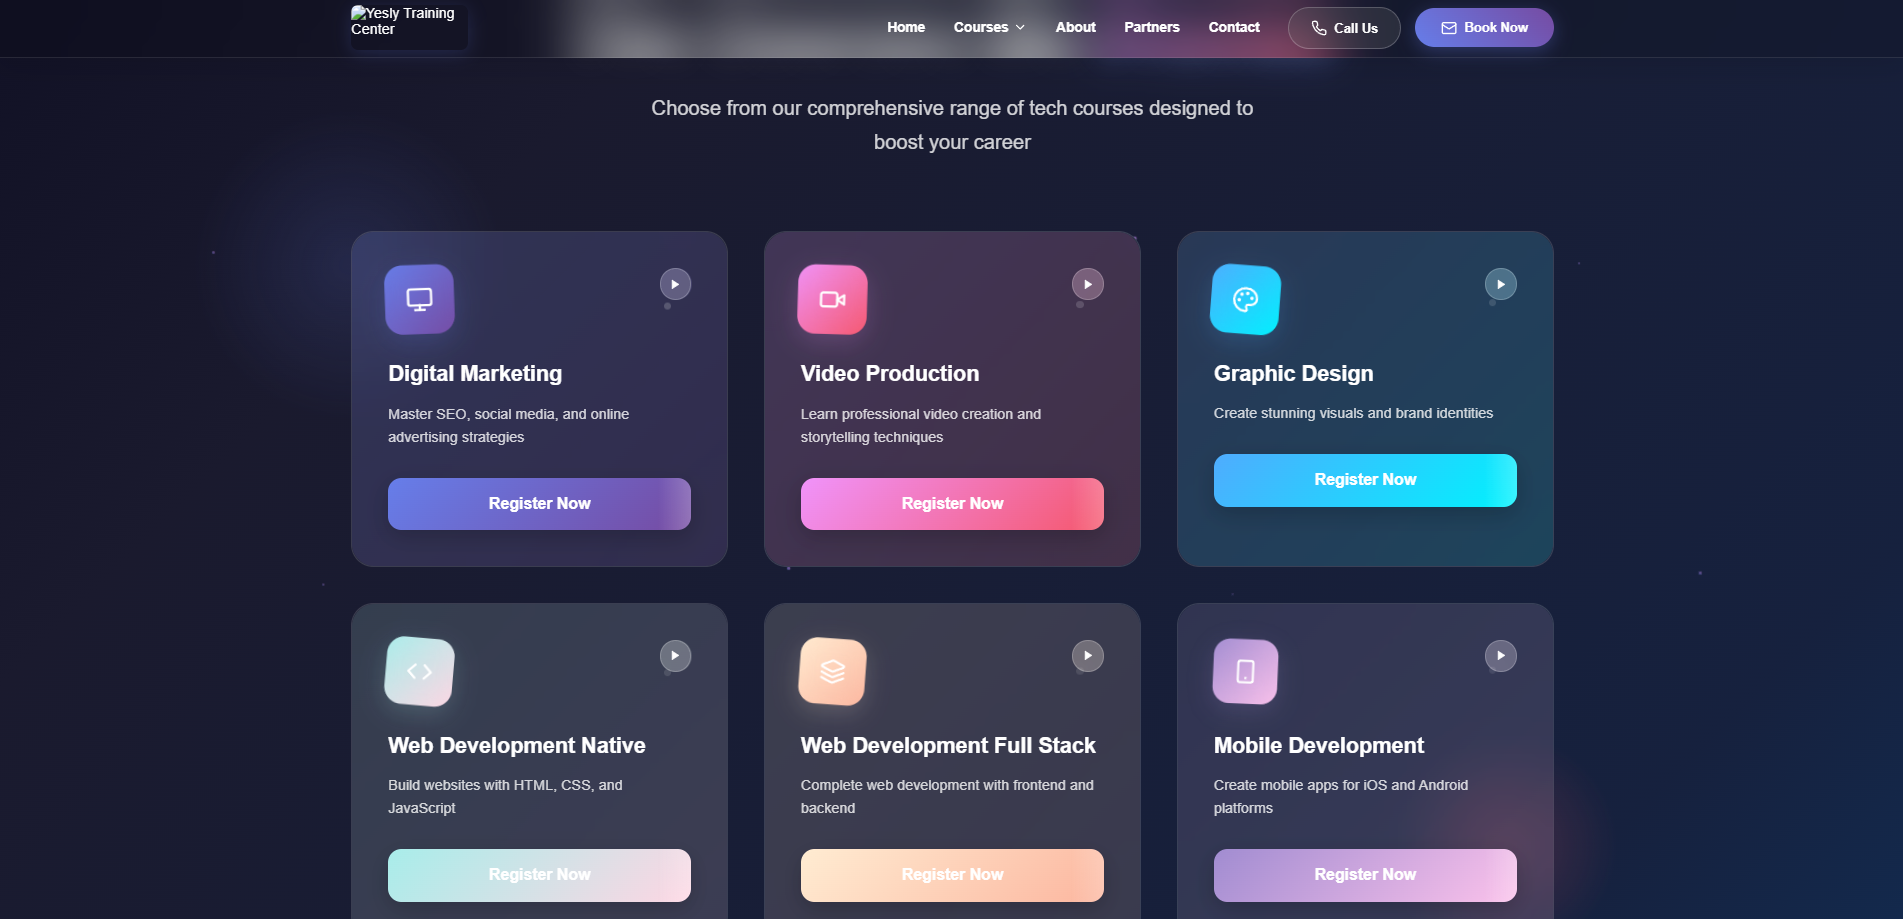 Yesly Training
Center
Home
Courses
About
Partners
Contact
Call Us
Book Now
Choose from our comprehensive range of tech courses designed to
boost your career
Digital Marketing
Master SEO, social media, and online
advertising strategies
Register Now
Video Production
Learn professional video creation and
storytelling techniques
Register Now
Graphic Design
Create stunning visuals and brand identities
Register Now
Web Development Native
Build websites with HTML, CSS, and
JavaScript
Register Now
Web Development Full Stack
Complete web development with frontend and
backend
Register Now
Mobile Development
Create mobile apps for iOS and Android
platforms
Register Now